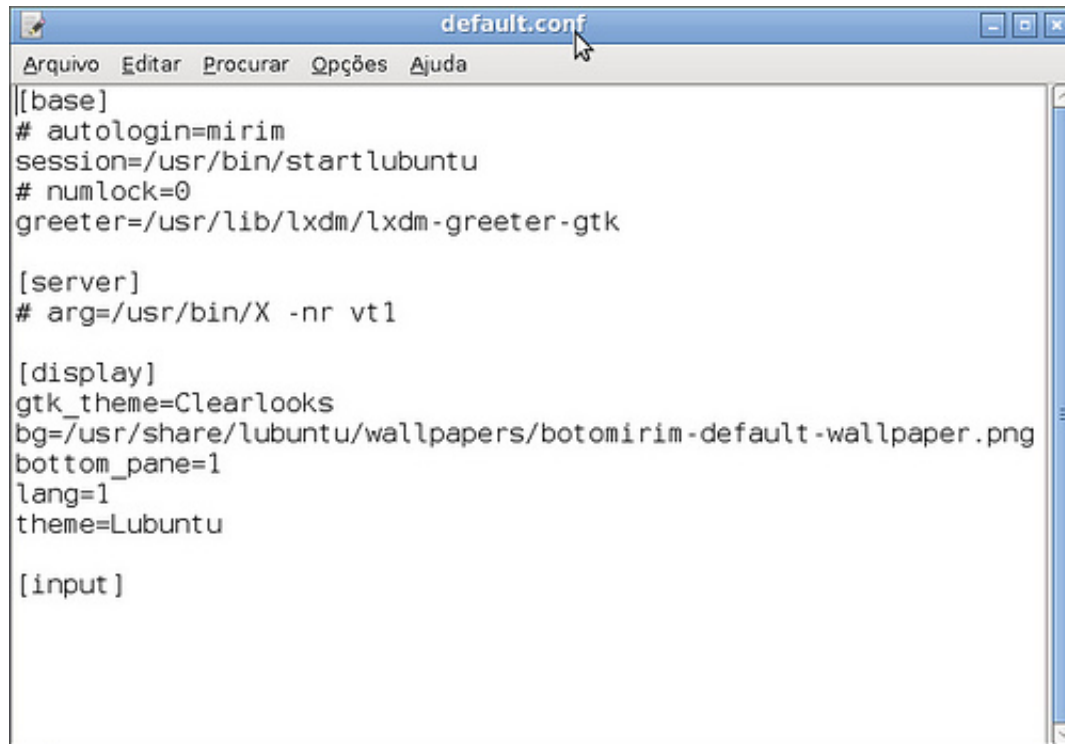 default.conf
Arquivo Editar Procurar Opções Ajuda
[base]
# autologin=mirim
session=/usr/bin/startlubuntu
# numlock=0
greeter=/usr/lib/lxdm/lxdm-greeter-gtk
[server]
# arg=/usr/bin/X -nr vt1
[display]
gtk_theme=Clearlooks
bg=/usr/share/lubuntu/wallpapers/botomirim-default-wallpaper.png
bottom_pane=1
lang=1
theme=Lubuntu
[input]